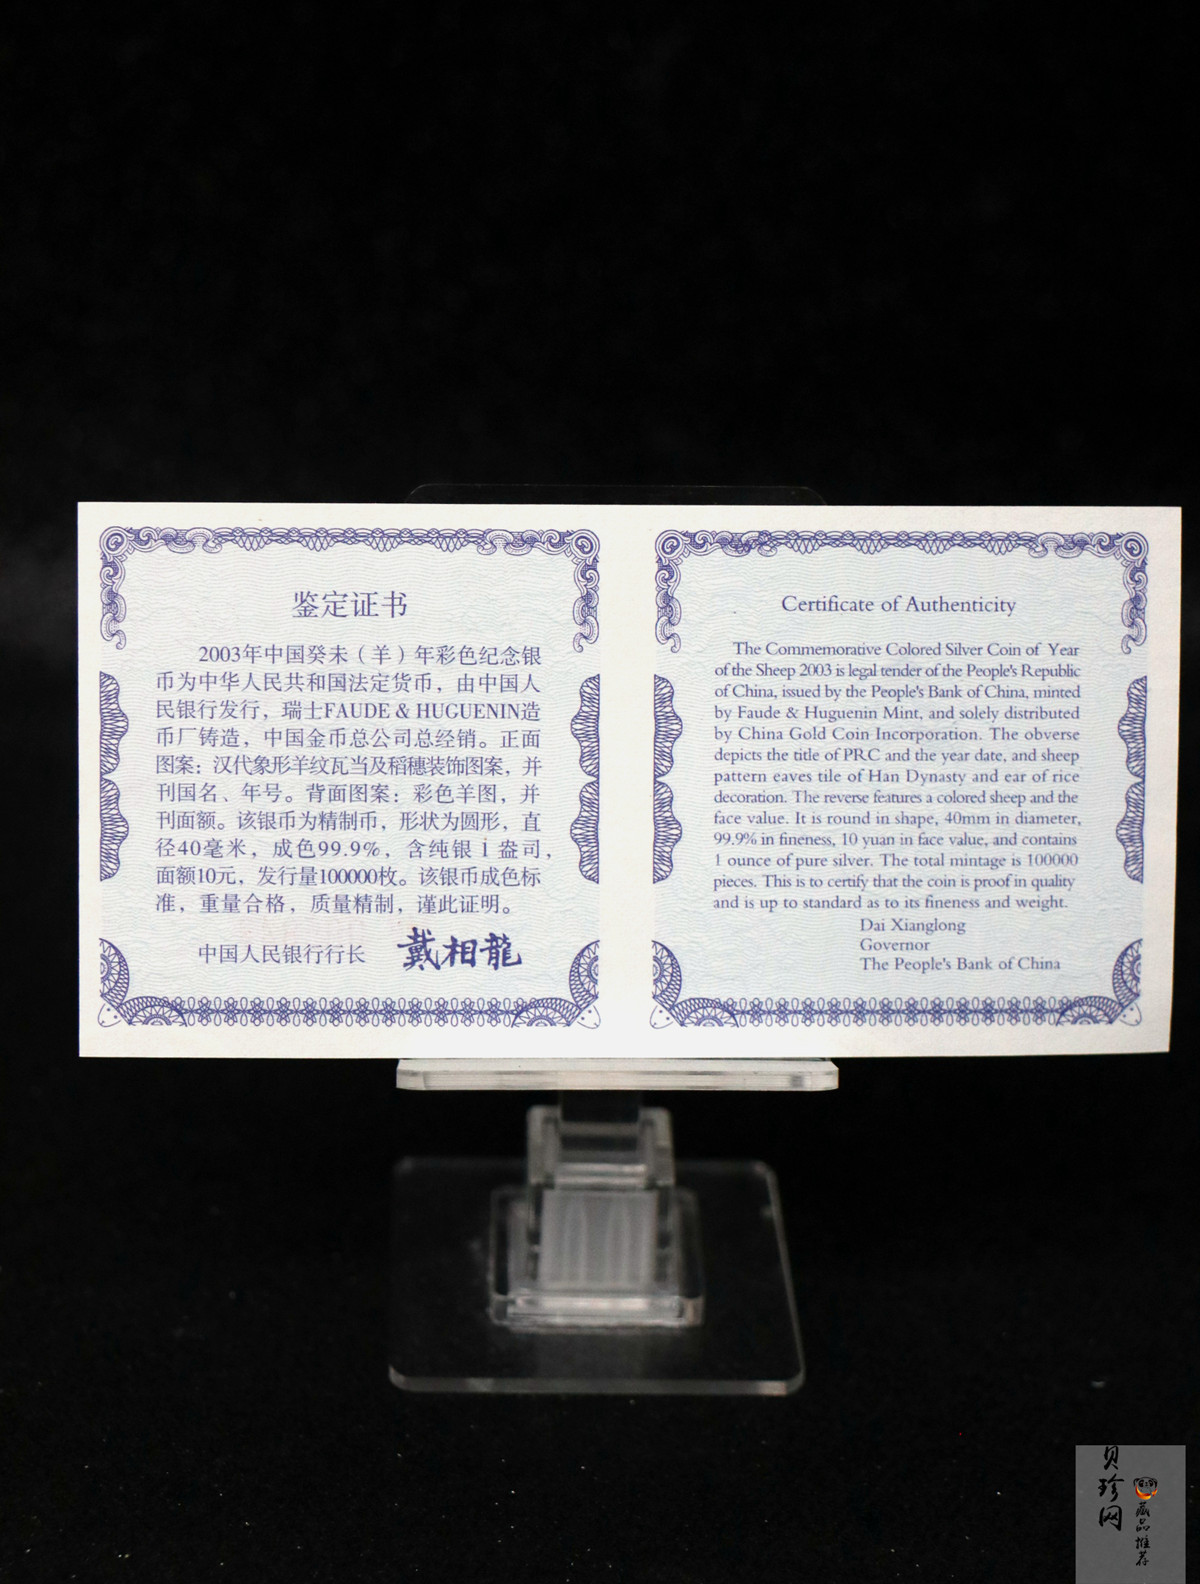 鉴定证书
2003年中国癸未（羊）年彩色纪念银
币为中华人民共和国法定货币，由中国人
民银行发行，瑞士FAUDE & HUGUENIN造
币厂铸造，中国金币总公司总经销。正面
图案：汉代象形羊纹瓦当及稻穗装饰图案，并
刊国名、年号。背面图案：彩色羊图，并
刊面额。该银币为精制币，形状为圆形，直
径40毫米，成色99.9%，含纯银１盎司，
面额10元，发行量100000枚。该银币成色标
准，重量合格，质量精制，谨此证明。
中国人民银行行长 戴相龍
Certificate of Authenticity
The Commemorative Colored Silver Coin of Year
of the Sheep 2003 is legal tender of the People's Republic
of China, issued by the People's Bank of China, minted
by Faude & Huguenin Mint, and solely distributed
by China Gold Coin Incorporation. The obverse
depicts the title of PRC and the year date, and sheep
pattern eaves tile of Han Dynasty and ear of rice
decoration. The reverse features a colored sheep and the
face value. It is round in shape, 40mm in diameter,
99.9% in fineness, 10 yuan in face value, and contains
1 ounce of pure silver. The total mintage is 100000
pieces. This is to certify that the coin is proof in quality
and is up to standard as to its fineness and weight.
Dai Xianglong
Governor
The People's Bank of China
贝珍网
藏品推荐